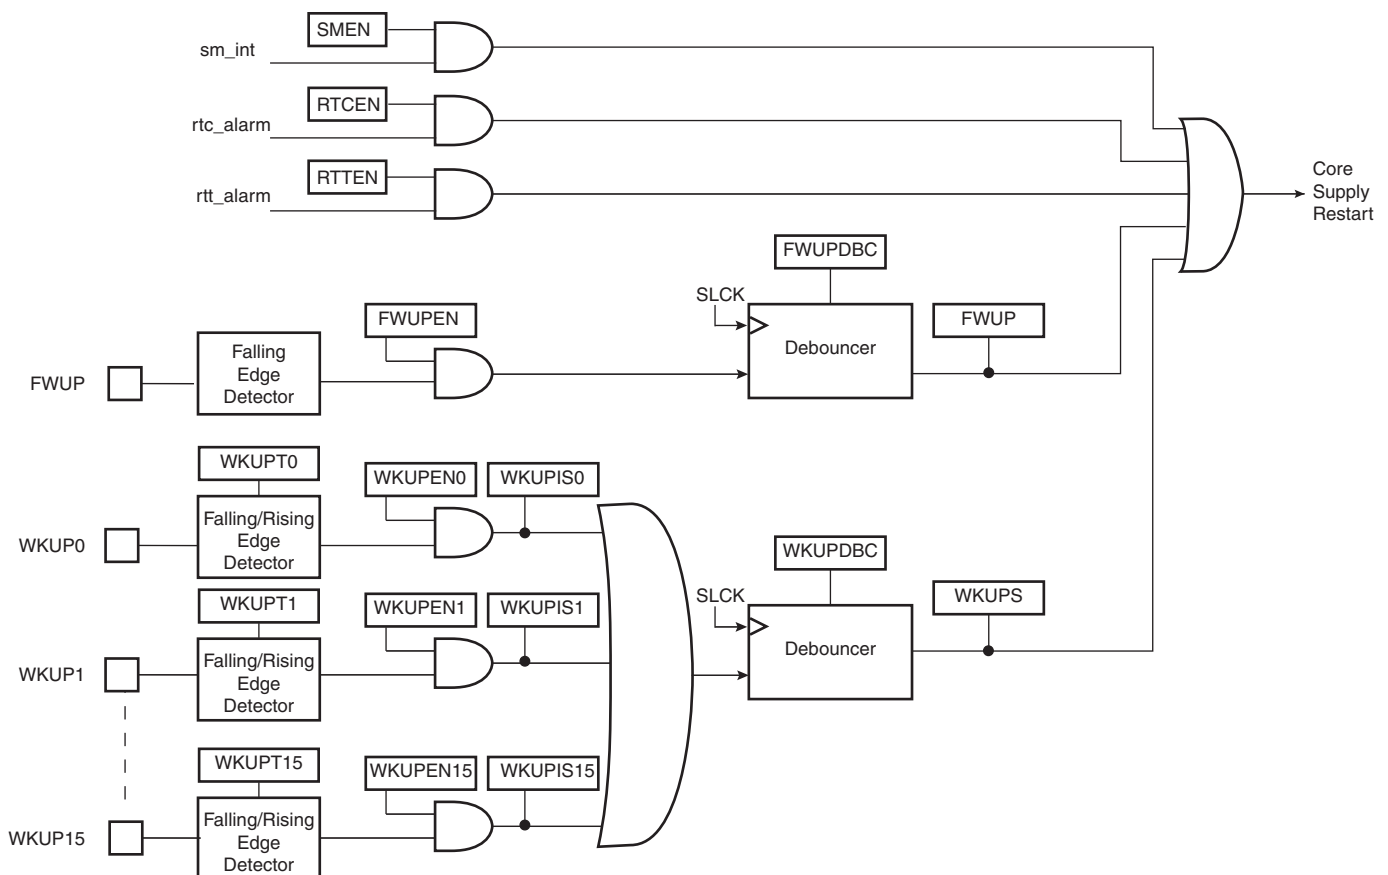 SMEN
sm_int
RTCEN
rtc_alarm
RTTEN
rtt_alarm
Core
Supply
Restart
FWUPDBC
SLCK
FWUPEN
FWUP
Debouncer
Falling
Edge
Detector
FWUP
WKUPT0
WKUPEN0
WKUPIS0
Falling/Rising
Edge
Detector
WKUP0
WKUPDBC
SLCK
WKUPT1
WKUPEN1
WKUPIS1
WKUPS
Debouncer
Falling/Rising
Edge
Detector
WKUP1
WKUPT15
WKUPEN15
WKUPIS15
Falling/Rising
Edge
Detector
WKUP15